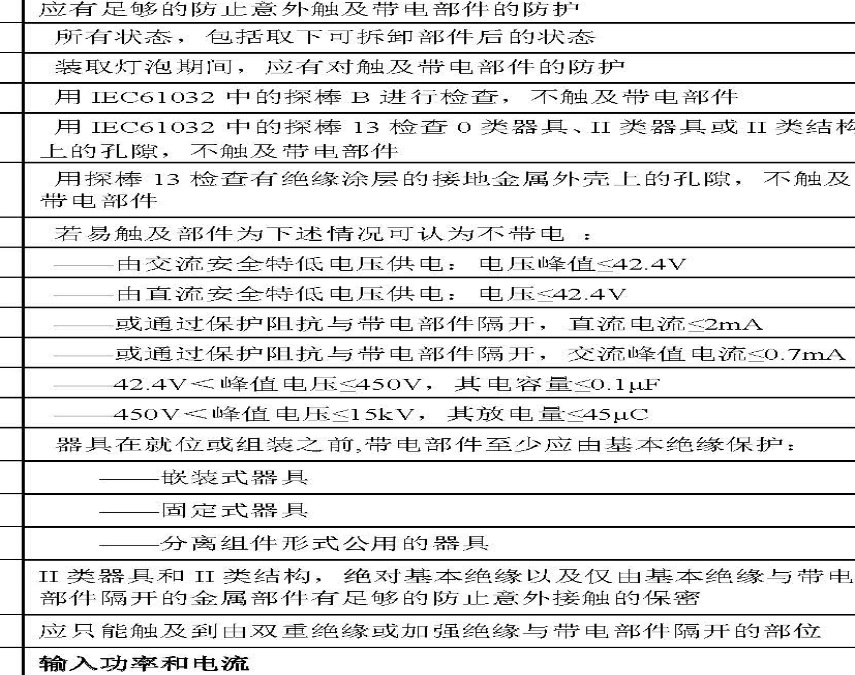 应有足够的防止意外触及带电部件的防护
所有状态，包括取下可拆卸部件后的状态
装取灯泡期间，应有对触及带电部件的防护
用 IEC61032 中的探棒 B 进行检查，不触及带电部件
用 IEC61032 中的探棒 13 检查 0 类器具、II 类器具或 II 类结构
上的孔隙，不触及带电部件
用探棒 13 检查有绝缘涂层的接地金属外壳上的孔隙，不触及
带电部件
若易触及部件为下述情况可认为不带电 ：
——由交流安全特低电压供电：电压峰值≤42.4V
——由直流安全特低电压供电：电压≤42.4V
——或通过保护阻抗与带电部件隔开，直流电流≤2mA
——或通过保护阻抗与带电部件隔开，交流峰值电流≤0.7mA
——42.4V＜峰值电压≤450V，其电容量≤0.1μF
——450V＜峰值电压≤15kV，其放电量≤45μC
器具在就位或组装之前,带电部件至少应由基本绝缘保护：
——嵌装式器具
——固定式器具
——分离组件形式公用的器具
II 类器具和 II 类结构，绝对基本绝缘以及仅由基本绝缘与带电
部件隔开的金属部件有足够的防止意外接触的保密
应只能触及到由双重绝缘或加强绝缘与带电部件隔开的部位
输入功率和电流